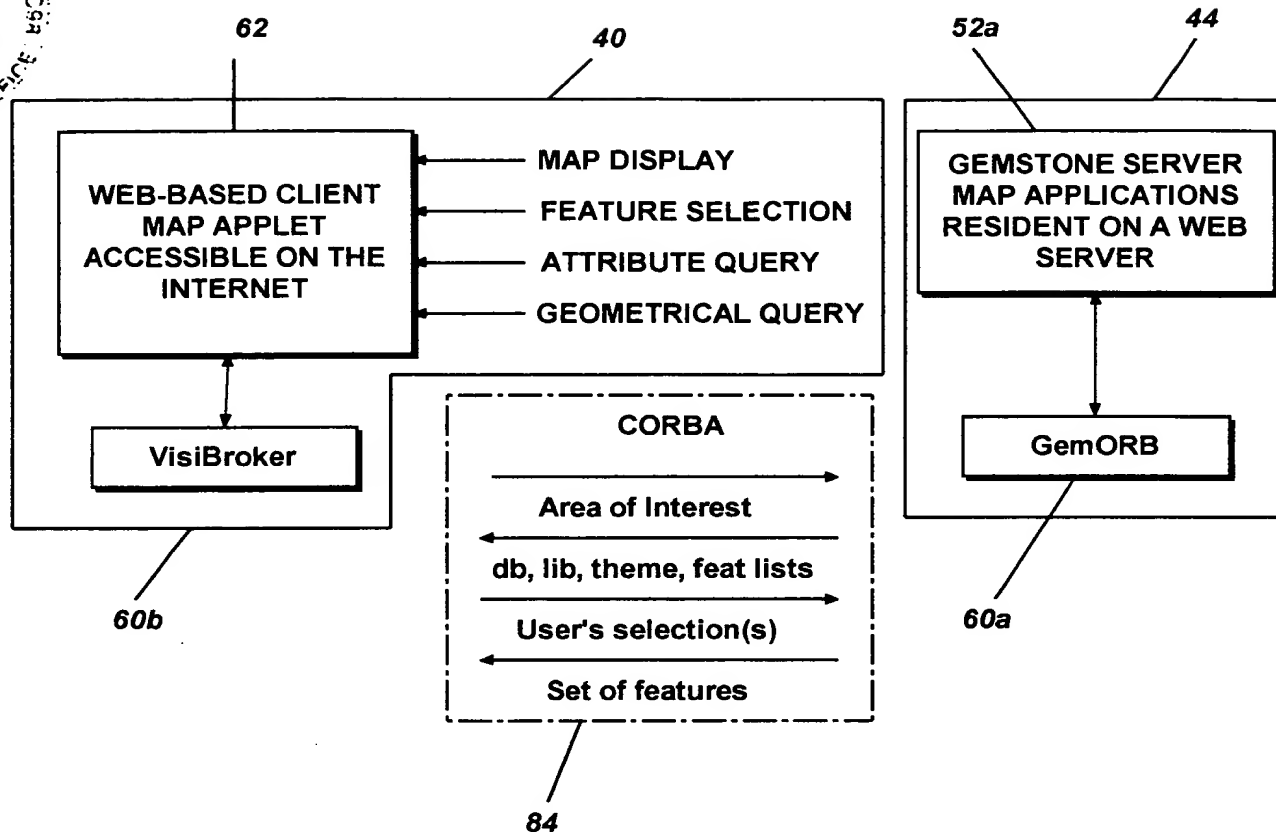 62
40
52a
44
WEB-BASED CLIENT
MAP APPLET
ACCESSIBLE ON THE
INTERNET
MAP DISPLAY
FEATURE SELECTION
ATTRIBUTE QUERY
GEOMETRICAL QUERY
GEMSTONE SERVER
MAP APPLICATIONS
RESIDENT ON A WEB
SERVER
VisiBroker
CORBA
Area of Interest
db, lib, theme, feat lists
User's selection(s)
Set of features
GemORB
60b
60a
84